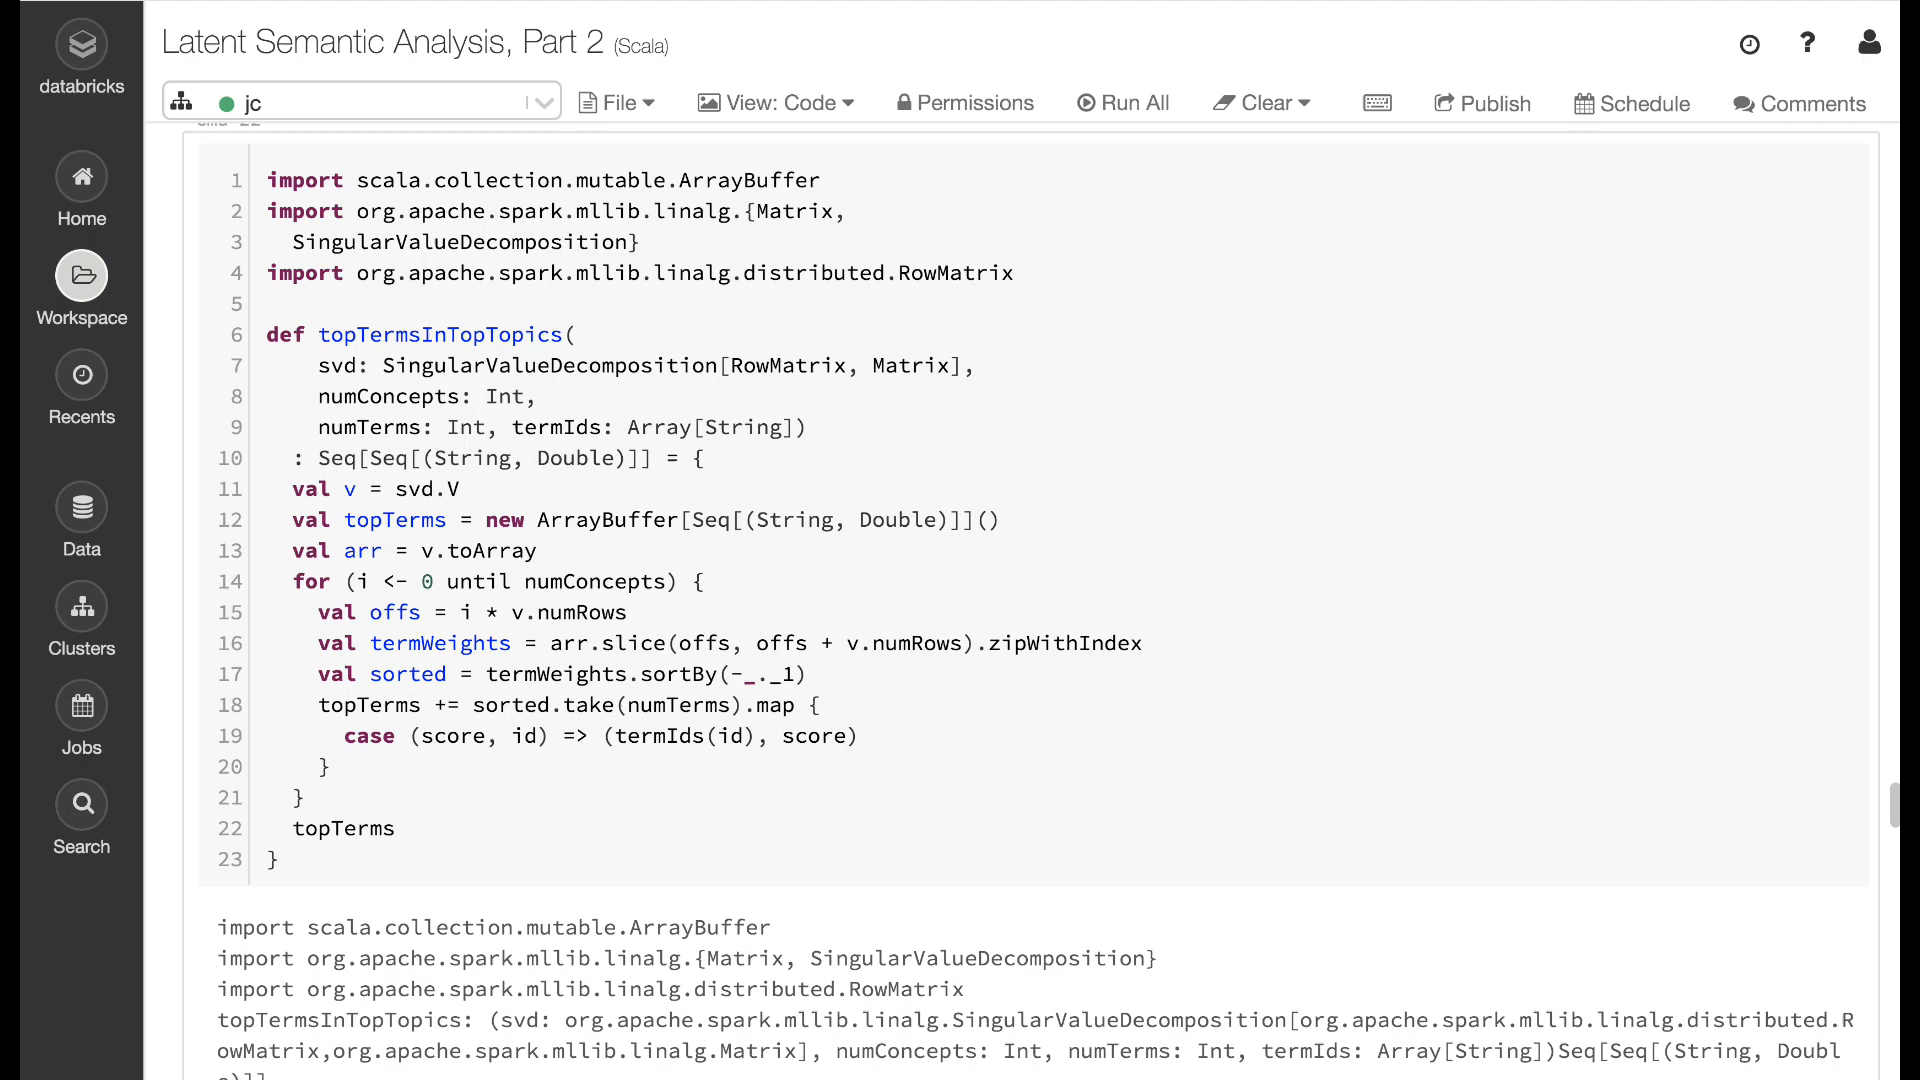 databricks
Home
Workspace
Recents
Data
Clusters
Jobs
Search
Latent Semantic Analysis, Part 2 (Scala)
jc
File
View: Code
Permissions
Run All
Clear
Publish
Schedule
Comments
1 import scala.collection.mutable.ArrayBuffer
2 import org.apache.spark.mllib.linalg.{Matrix,
3   SingularValueDecomposition}
4 import org.apache.spark.mllib.linalg.distributed.RowMatrix
5
6 def topTermsInTopTopics(
7     svd: SingularValueDecomposition[RowMatrix, Matrix],
8     numConcepts: Int,
9     numTerms: Int, termIds: Array[String])
10   : Seq[Seq[(String, Double)]] = {
11   val v = svd.V
12   val topTerms = new ArrayBuffer[Seq[(String, Double)]]()
13   val arr = v.toArray
14   for (i <- 0 until numConcepts) {
15     val offs = i * v.numRows
16     val termWeights = arr.slice(offs, offs + v.numRows).zipWithIndex
17     val sorted = termWeights.sortBy(-_._1)
18     topTerms += sorted.take(numTerms).map {
19       case (score, id) => (termIds(id), score)
20     }
21   }
22   topTerms
23 }
import scala.collection.mutable.ArrayBuffer
import org.apache.spark.mllib.linalg.{Matrix, SingularValueDecomposition}
import org.apache.spark.mllib.linalg.distributed.RowMatrix
topTermsInTopTopics: (svd: org.apache.spark.mllib.linalg.SingularValueDecomposition[org.apache.spark.mllib.linalg.distributed.R
owMatrix,org.apache.spark.mllib.linalg.Matrix], numConcepts: Int, numTerms: Int, termIds: Array[String])Seq[Seq[(String, Doubl